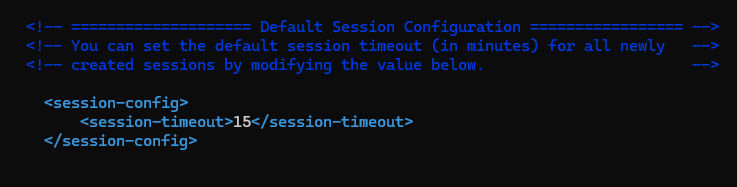 <!-- ==================== Default Session Configuration ================= -->
<!-- You can set the default session timeout (in minutes) for all newly   -->
<!-- created sessions by modifying the value below.                       -->
<session-config>
<session-timeout>15</session-timeout>
</session-config>